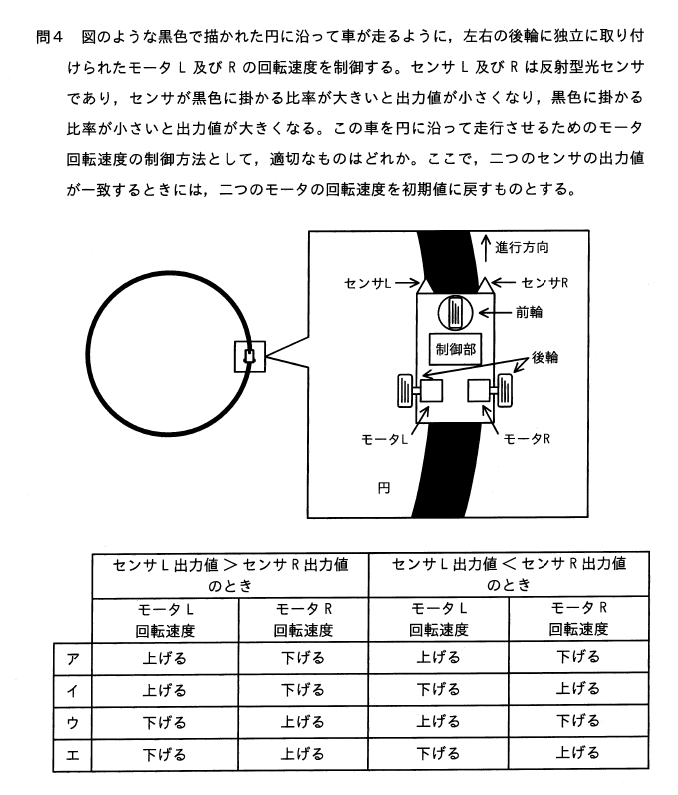 問4 図のような黒色で描かれた円に沿って車が走るように，左右の後輪に独立に取り付
けられたモータL及びRの回転速度を制御する。センサL及びRは反射型光センサ
であり，センサが黒色に掛かる比率が大きいと出力値が小さくなり，黒色に掛かる
比率が小さいと出力値が大きくなる。この車を円に沿って走行させるためのモータ
回転速度の制御方法として，適切なものはどれか。ここで，二つのセンサの出力値
が一致するときには，二つのモータの回転速度を初期値に戻すものとする。
進行方向
センサL センサR
前輪
制御部
後輪
モータL モータR
円
センサL出力値 > センサR出力値 センサL出力値 < センサR出力値
のとき のとき
モータL モータR モータL モータR
回転速度 回転速度 回転速度 回転速度
ア 上げる 下げる 上げる 下げる
イ 上げる 下げる 下げる 上げる
ウ 下げる 上げる 上げる 下げる
エ 下げる 上げる 下げる 上げる